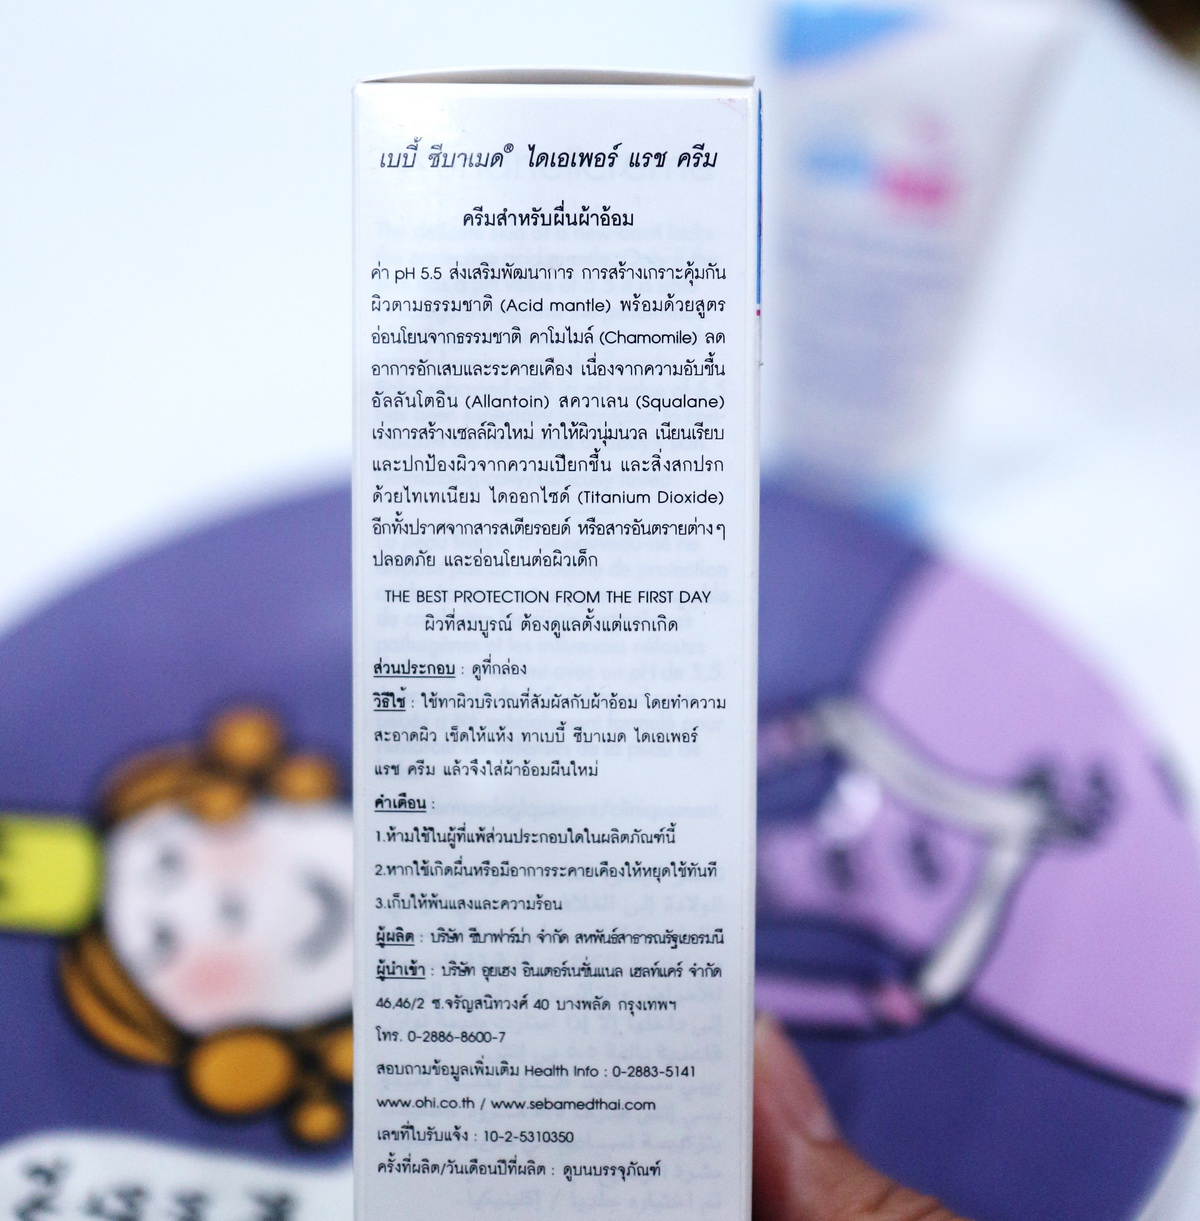 เบบี้ ซีบาเมด® ไดเอเพอร์ แรช ครีม
ครีมสำหรับผื่นผ้าอ้อม
ค่า pH 5.5 ส่งเสริมพัฒนาการ การสร้างเกราะคุ้มกัน
ผิวตามธรรมชาติ (Acid mantle) พร้อมด้วยสูตร
อ่อนโยนจากธรรมชาติ คาโมไมล์ (Chamomile) ลด
อาการอักเสบและระคายเคือง เนื่องจากความอับชื้น
อัลลันโตอิน (Allantoin) สควาเลน (Squalane)
เร่งการสร้างเซลล์ผิวใหม่ ทำให้ผิวนุ่มนวล เนียนเรียบ
และปกป้องผิวจากความเปียกชื้น และสิ่งสกปรก
ด้วยไทเทเนียม ไดออกไซด์ (Titanium Dioxide)
อีกทั้งปราศจากสารสเตียรอยด์ หรือสารอันตรายต่างๆ
ปลอดภัย และอ่อนโยนต่อผิวเด็ก
THE BEST PROTECTION FROM THE FIRST DAY
ผิวที่สมบูรณ์ ต้องดูแลตั้งแต่แรกเกิด
ส่วนประกอบ : ดูที่กล่อง
วิธีใช้ : ใช้ทาผิวบริเวณที่สัมผัสกับผ้าอ้อม โดยทำความ
สะอาดผิว เช็ดให้แห้ง ทาเบบี้ ซีบาเมด ไดเอเพอร์
แรช ครีม แล้วจึงใส่ผ้าอ้อมผืนใหม่
คำเตือน :
1.ห้ามใช้ในผู้ที่แพ้ส่วนประกอบใดในผลิตภัณฑ์นี้
2.หากใช้เกิดผื่นหรือมีอาการระคายเคืองให้หยุดใช้ทันที
3.เก็บให้พ้นแสงและความร้อน
ผู้ผลิต : บริษัท ซีบาฟาร์ม่า จำกัด สหพันธ์สาธารณรัฐเยอรมนี
ผู้นำเข้า : บริษัท อุยเฮง อินเตอร์เนชั่นแนล เฮลท์แคร์ จำกัด
46,46/2 ซ.จรัญสนิทวงศ์ 40 บางพลัด กรุงเทพฯ
โทร. 0-2886-8600-7
สอบถามข้อมูลเพิ่มเติม Health Info : 0-2883-5141
www.ohi.co.th / www.sebamedthai.com
เลขที่ใบรับแจ้ง : 10-2-5310350
ครั้งที่ผลิต/วันเดือนปีที่ผลิต : ดูบนบรรจุภัณฑ์